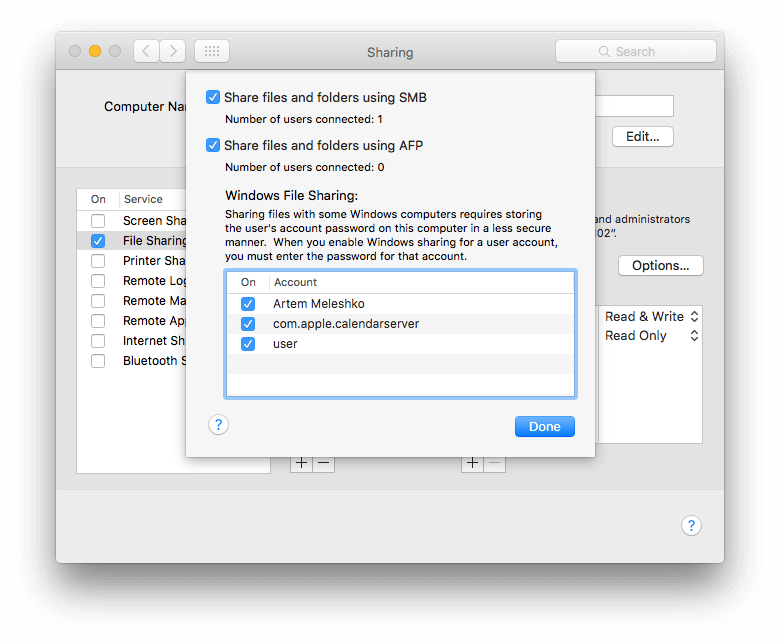 Sharing
Search
Computer Na
Edit...
Share files and folders using SMB
Number of users connected: 1
Share files and folders using AFP
Number of users connected: 0
Windows File Sharing:
Sharing files with some Windows computers requires storing
the user's account password on this computer in a less secure
manner. When you enable Windows sharing for a user account,
you must enter the password for that account.
On Account
Artem Meleshko
com.apple.calendarserver
user
?
Done
On Service
Screen Sha
File Sharing
Printer Sha
Remote Log
Remote Ma
Remote App
Internet Sh
Bluetooth S
and administrators
02”.
Options...
Read & Write
Read Only
+ −
+ −
?